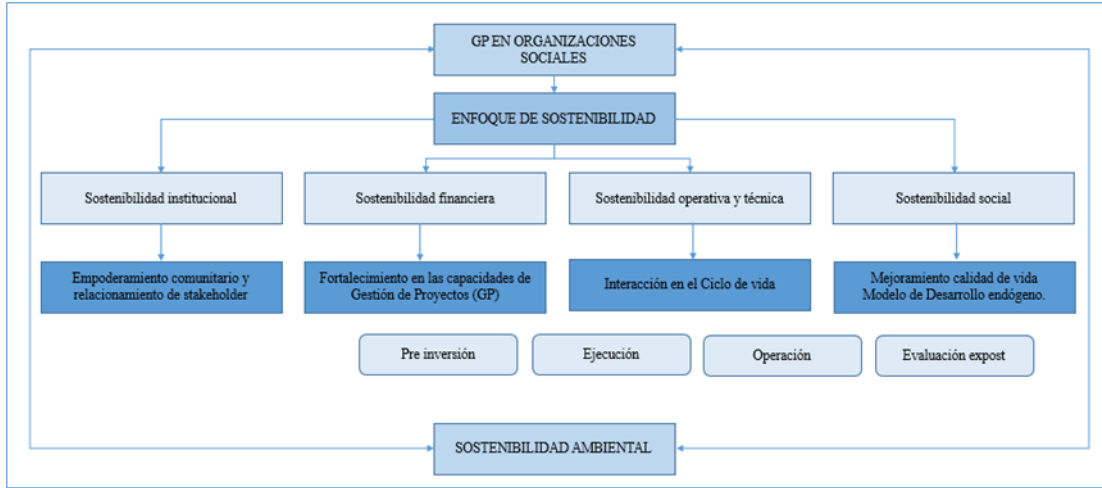 GP EN ORGANIZACIONES
SOCIALES
ENFOQUE DE SOSTENIBILIDAD
Sostenibilidad institucional
Sostenibilidad financiera
Sostenibilidad operativa y técnica
Sostenibilidad social
Empoderamiento comunitario y
relacionamiento de stakeholder
Fortalecimiento en las capacidades de
Gestión de Proyectos (GP)
Interacción en el Ciclo de vida
Mejoramiento calidad de vida
Modelo de Desarrollo endógeno.
Pre inversión
Ejecución
Operación
Evaluación expost
SOSTENIBILIDAD AMBIENTAL